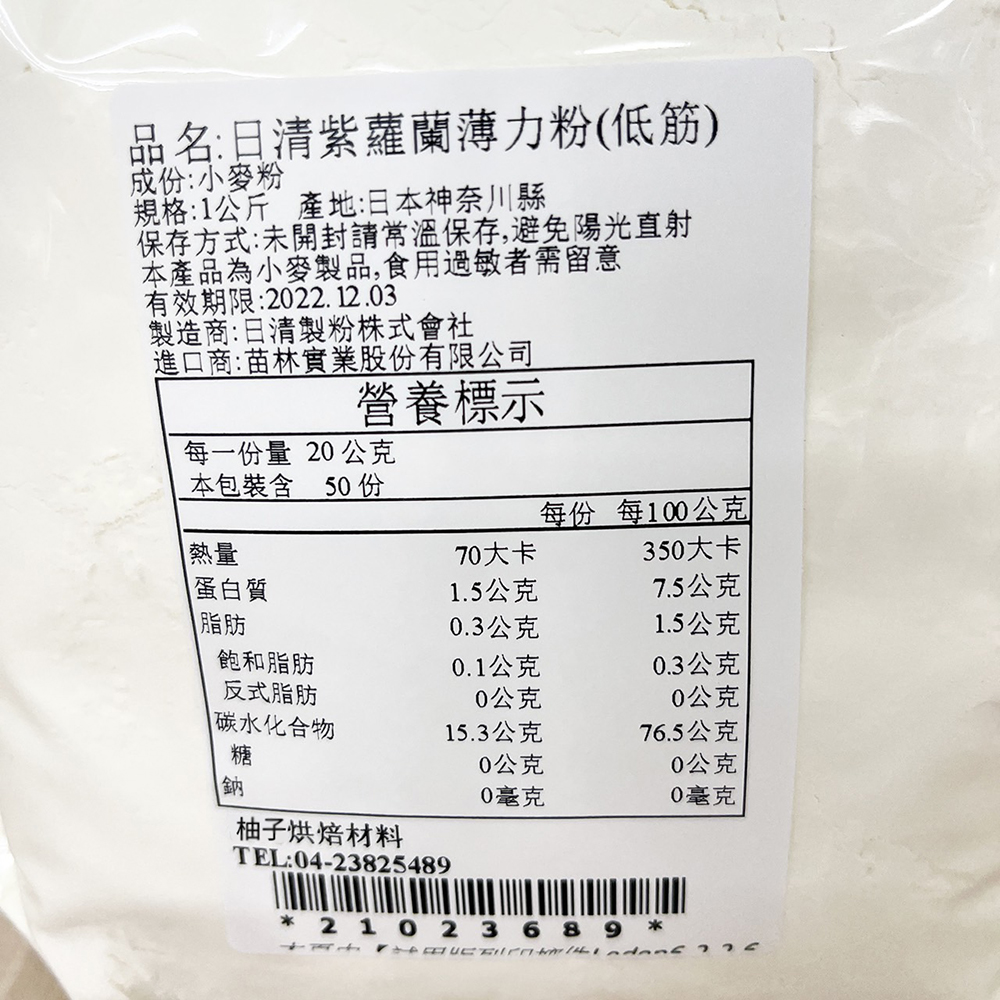 品名:日清紫蘿蘭薄力粉(低筋)
成份:小麥粉
規格:1公斤 產地:日本神奈川縣
保存方式:未開封請常溫保存,避免陽光直射
本產品為小麥製品,食用過敏者需留意
有效期限:2022.12.03
製造商:日清製粉株式會社
進口商:苗林實業股份有限公司
營養標示
每一份量 20公克
本包裝含 50份
每份 每100公克
熱量 70大卡 350大卡
蛋白質 1.5公克 7.5公克
脂肪 0.3公克 1.5公克
飽和脂肪 0.1公克 0.3公克
反式脂肪 0公克 0公克
碳水化合物 15.3公克 76.5公克
糖 0公克 0公克
鈉 0毫克 0毫克
柚子烘焙材料
TEL:04-23825489
*21023689*